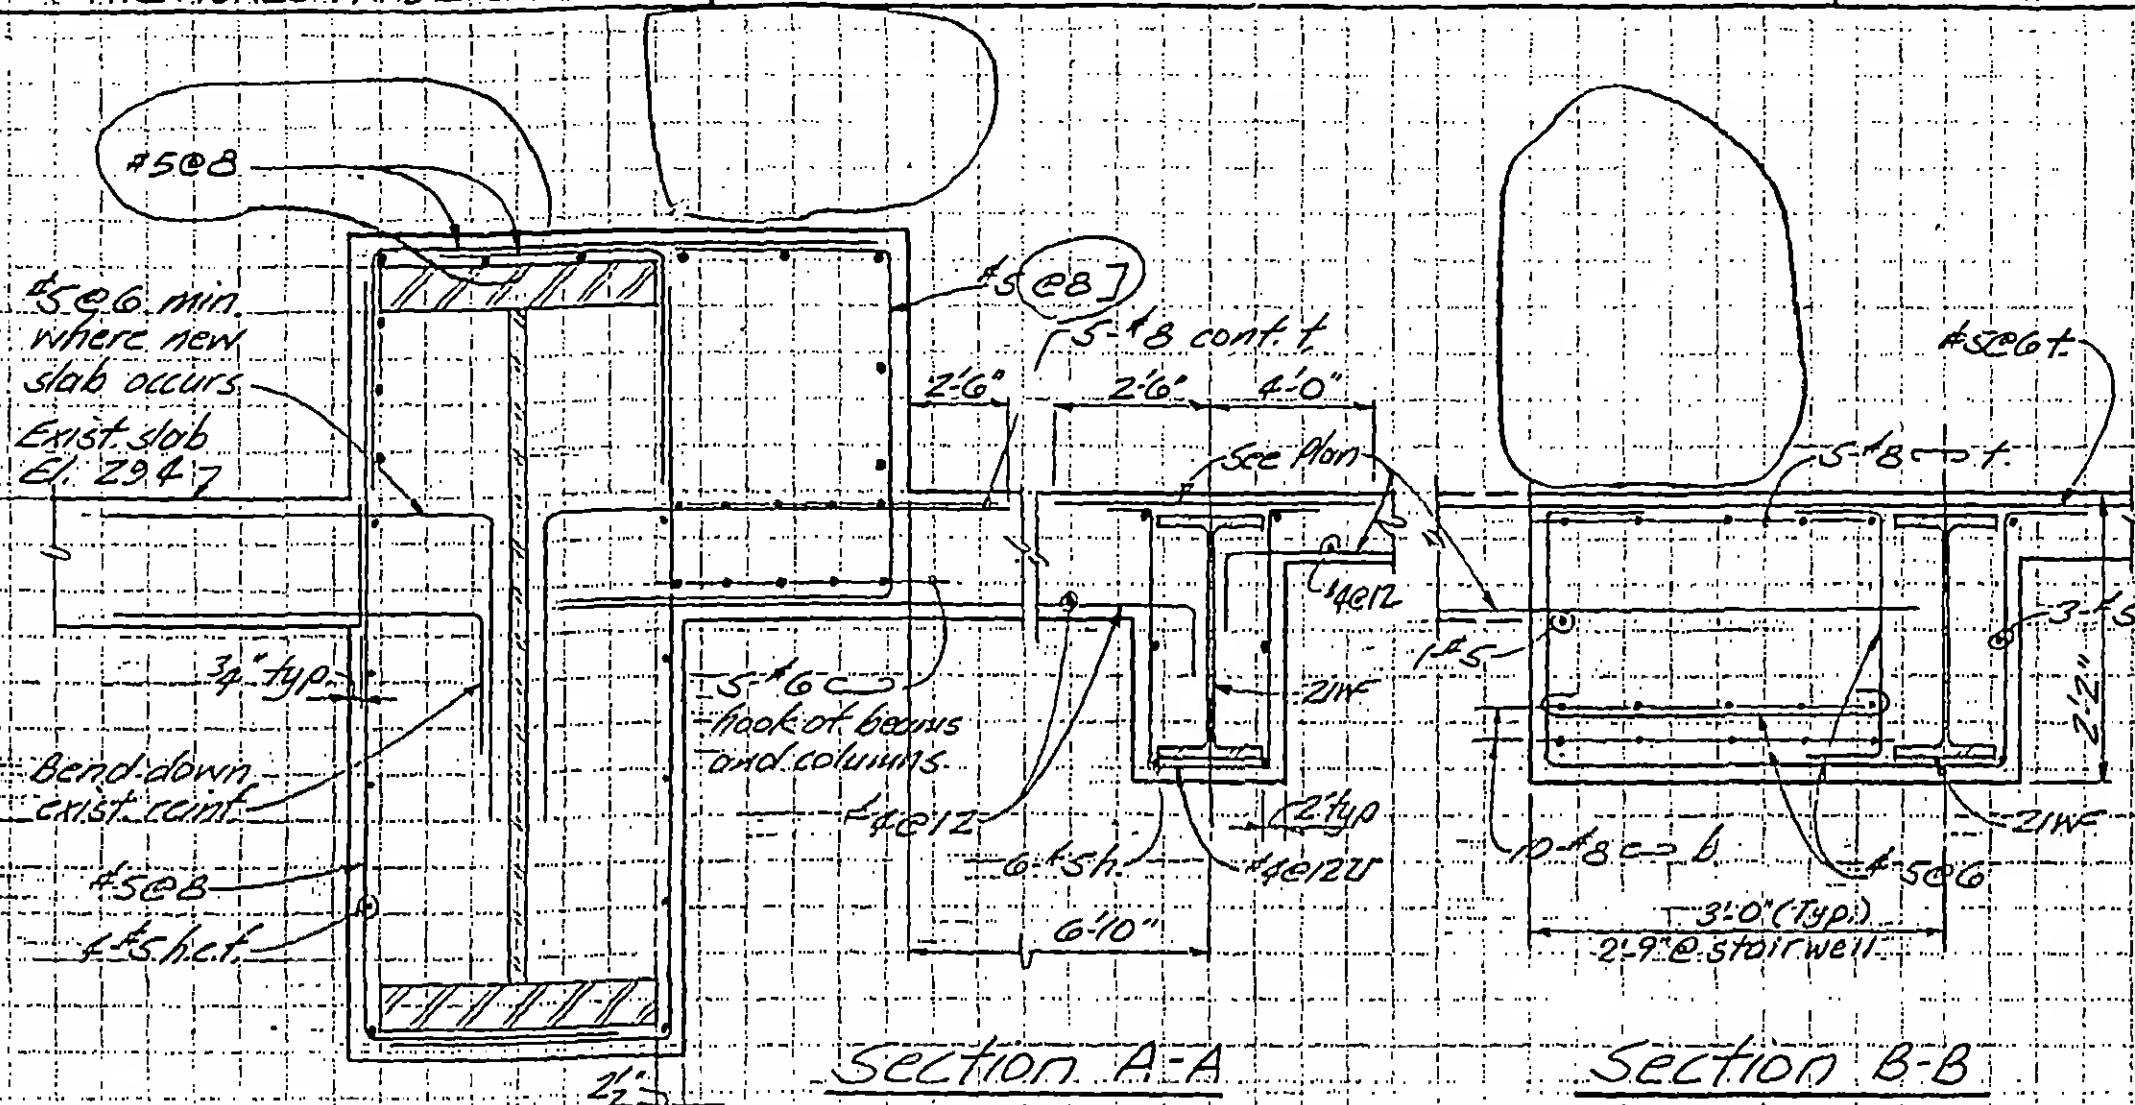 #5@8
#5@6 min.
where new
slab occurs
Exist. slab
El. 294
3/4" typ.
Bend down
exist. reinf.
#5@8
4-#5 h.e.f.
2½"
#5 @8
5-#8 cont. t.
2'-6"
2'-6"
4'-0"
See Plan
#4@12
5-#6
hook at beams
and columns
21WF
#4@12
2" typ
6-#5 h.
#4@12 U
6'-10"
Section A-A
#5@6 t.
5-#8 t.
1-#5
3-#5
2'-2"
10-#8 b
21WF
#5@6
3'-0" (Typ.)
2'-9" @ stairwell
Section B-B